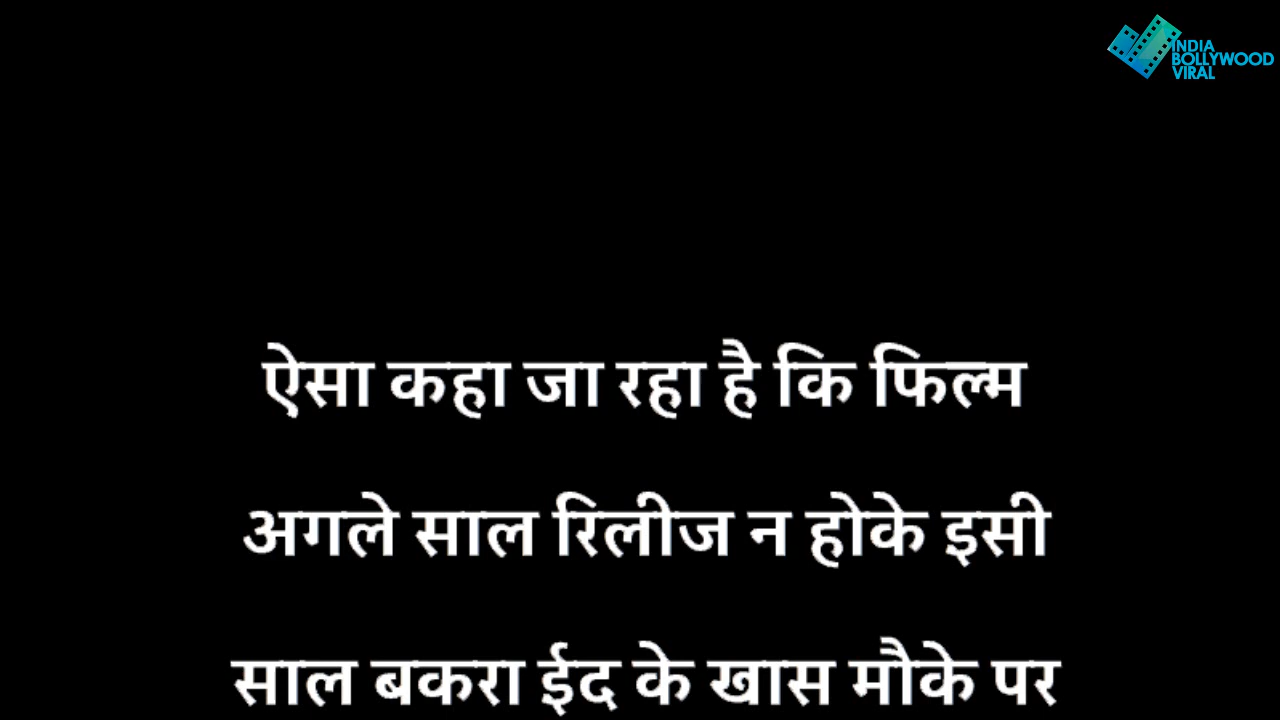 INDIA
BOLLYWOOD
VIRAL
ऐसा कहा जा रहा है कि फिल्म
अगले साल रिलीज न होके इसी
साल बकरा ईद के खास मौके पर